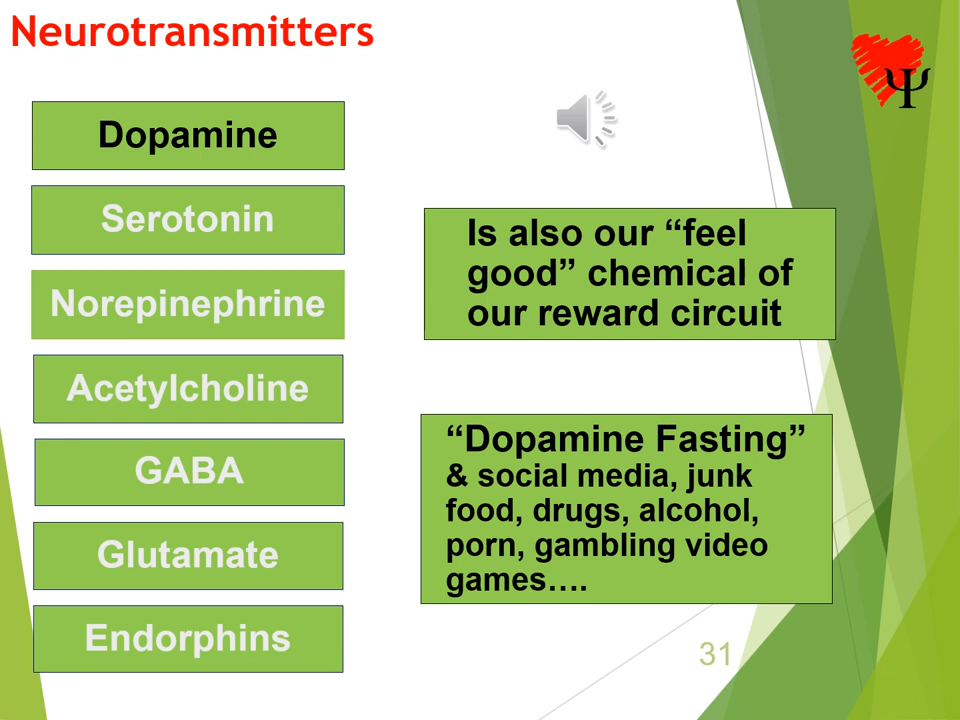 Neurotransmitters
Dopamine
Serotonin
Norepinephrine
Acetylcholine
GABA
Glutamate
Endorphins
Is also our “feel
good” chemical of
our reward circuit
“Dopamine Fasting”
& social media, junk
food, drugs, alcohol,
porn, gambling video
games….
31
Ψ